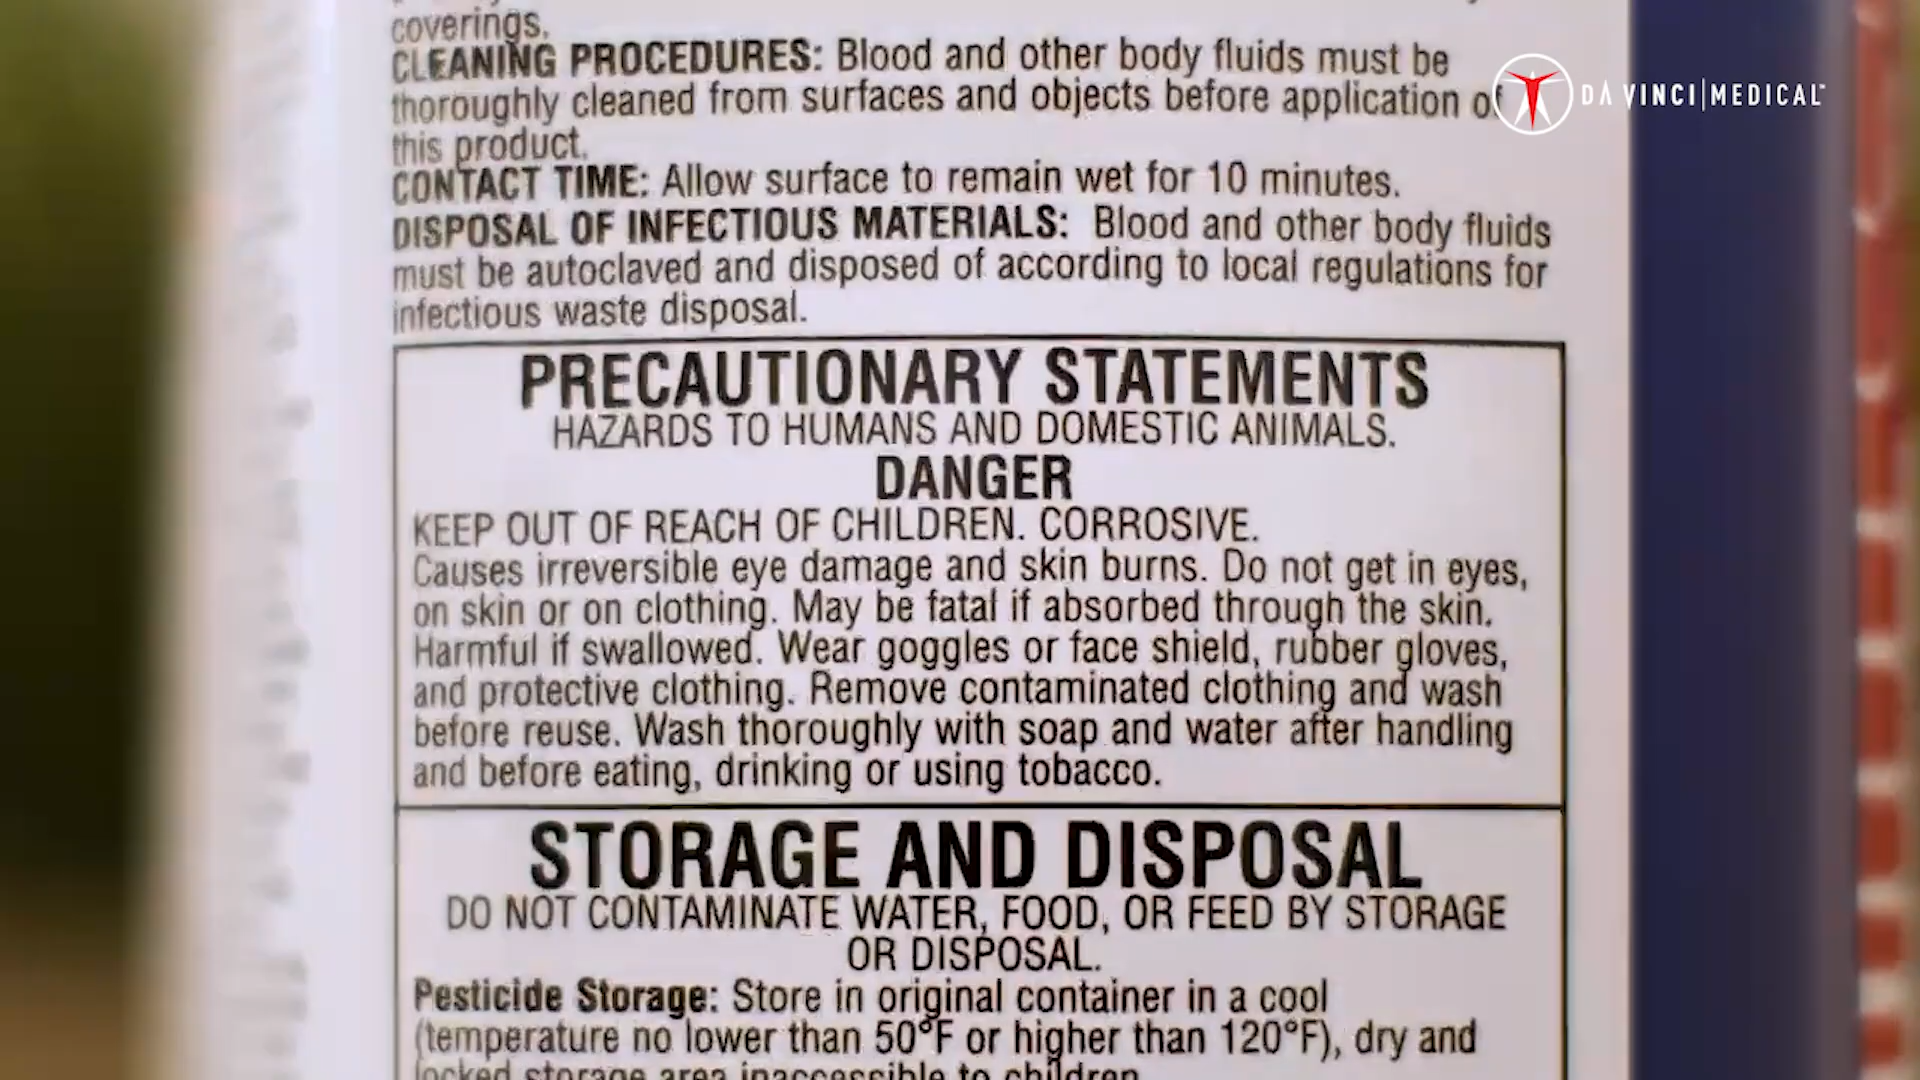 coverings.
CLEANING PROCEDURES: Blood and other body fluids must be
thoroughly cleaned from surfaces and objects before application of
this product.
CONTACT TIME: Allow surface to remain wet for 10 minutes.
DISPOSAL OF INFECTIOUS MATERIALS: Blood and other body fluids
must be autoclaved and disposed of according to local regulations for
infectious waste disposal.
PRECAUTIONARY STATEMENTS
HAZARDS TO HUMANS AND DOMESTIC ANIMALS.
DANGER
KEEP OUT OF REACH OF CHILDREN. CORROSIVE.
Causes irreversible eye damage and skin burns. Do not get in eyes,
on skin or on clothing. May be fatal if absorbed through the skin.
Harmful if swallowed. Wear goggles or face shield, rubber gloves,
and protective clothing. Remove contaminated clothing and wash
before reuse. Wash thoroughly with soap and water after handling
and before eating, drinking or using tobacco.
STORAGE AND DISPOSAL
DO NOT CONTAMINATE WATER, FOOD, OR FEED BY STORAGE
OR DISPOSAL.
Pesticide Storage: Store in original container in a cool
(temperature no lower than 50°F or higher than 120°F), dry and
locked storage area inaccessible to children
DA VINCI | MEDICAL™